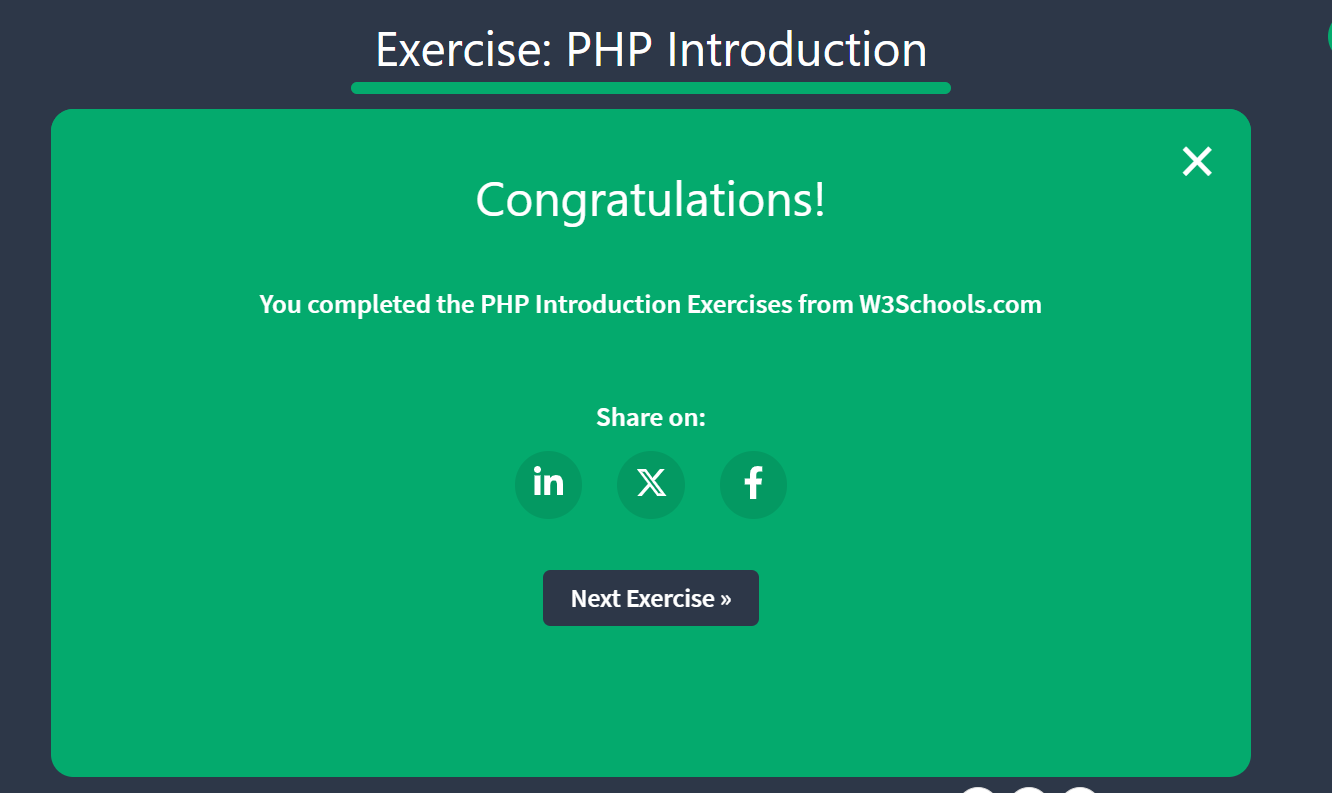 Exercise: PHP Introduction
Congratulations!
You completed the PHP Introduction Exercises from W3Schools.com
Share on:
Next Exercise »